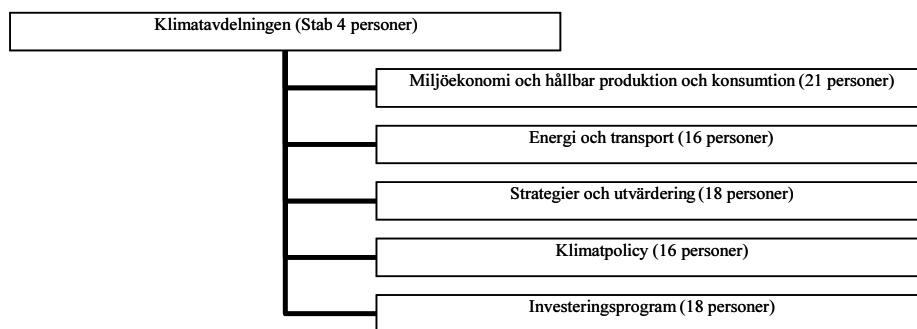 Klimatavdelningen (Stab 4 personer)
Miljöekonomi och hållbar produktion och konsumtion (21 personer)
Energi och transport (16 personer)
Strategier och utvärdering (18 personer)
Klimatpolicy (16 personer)
Investeringsprogram (18 personer)